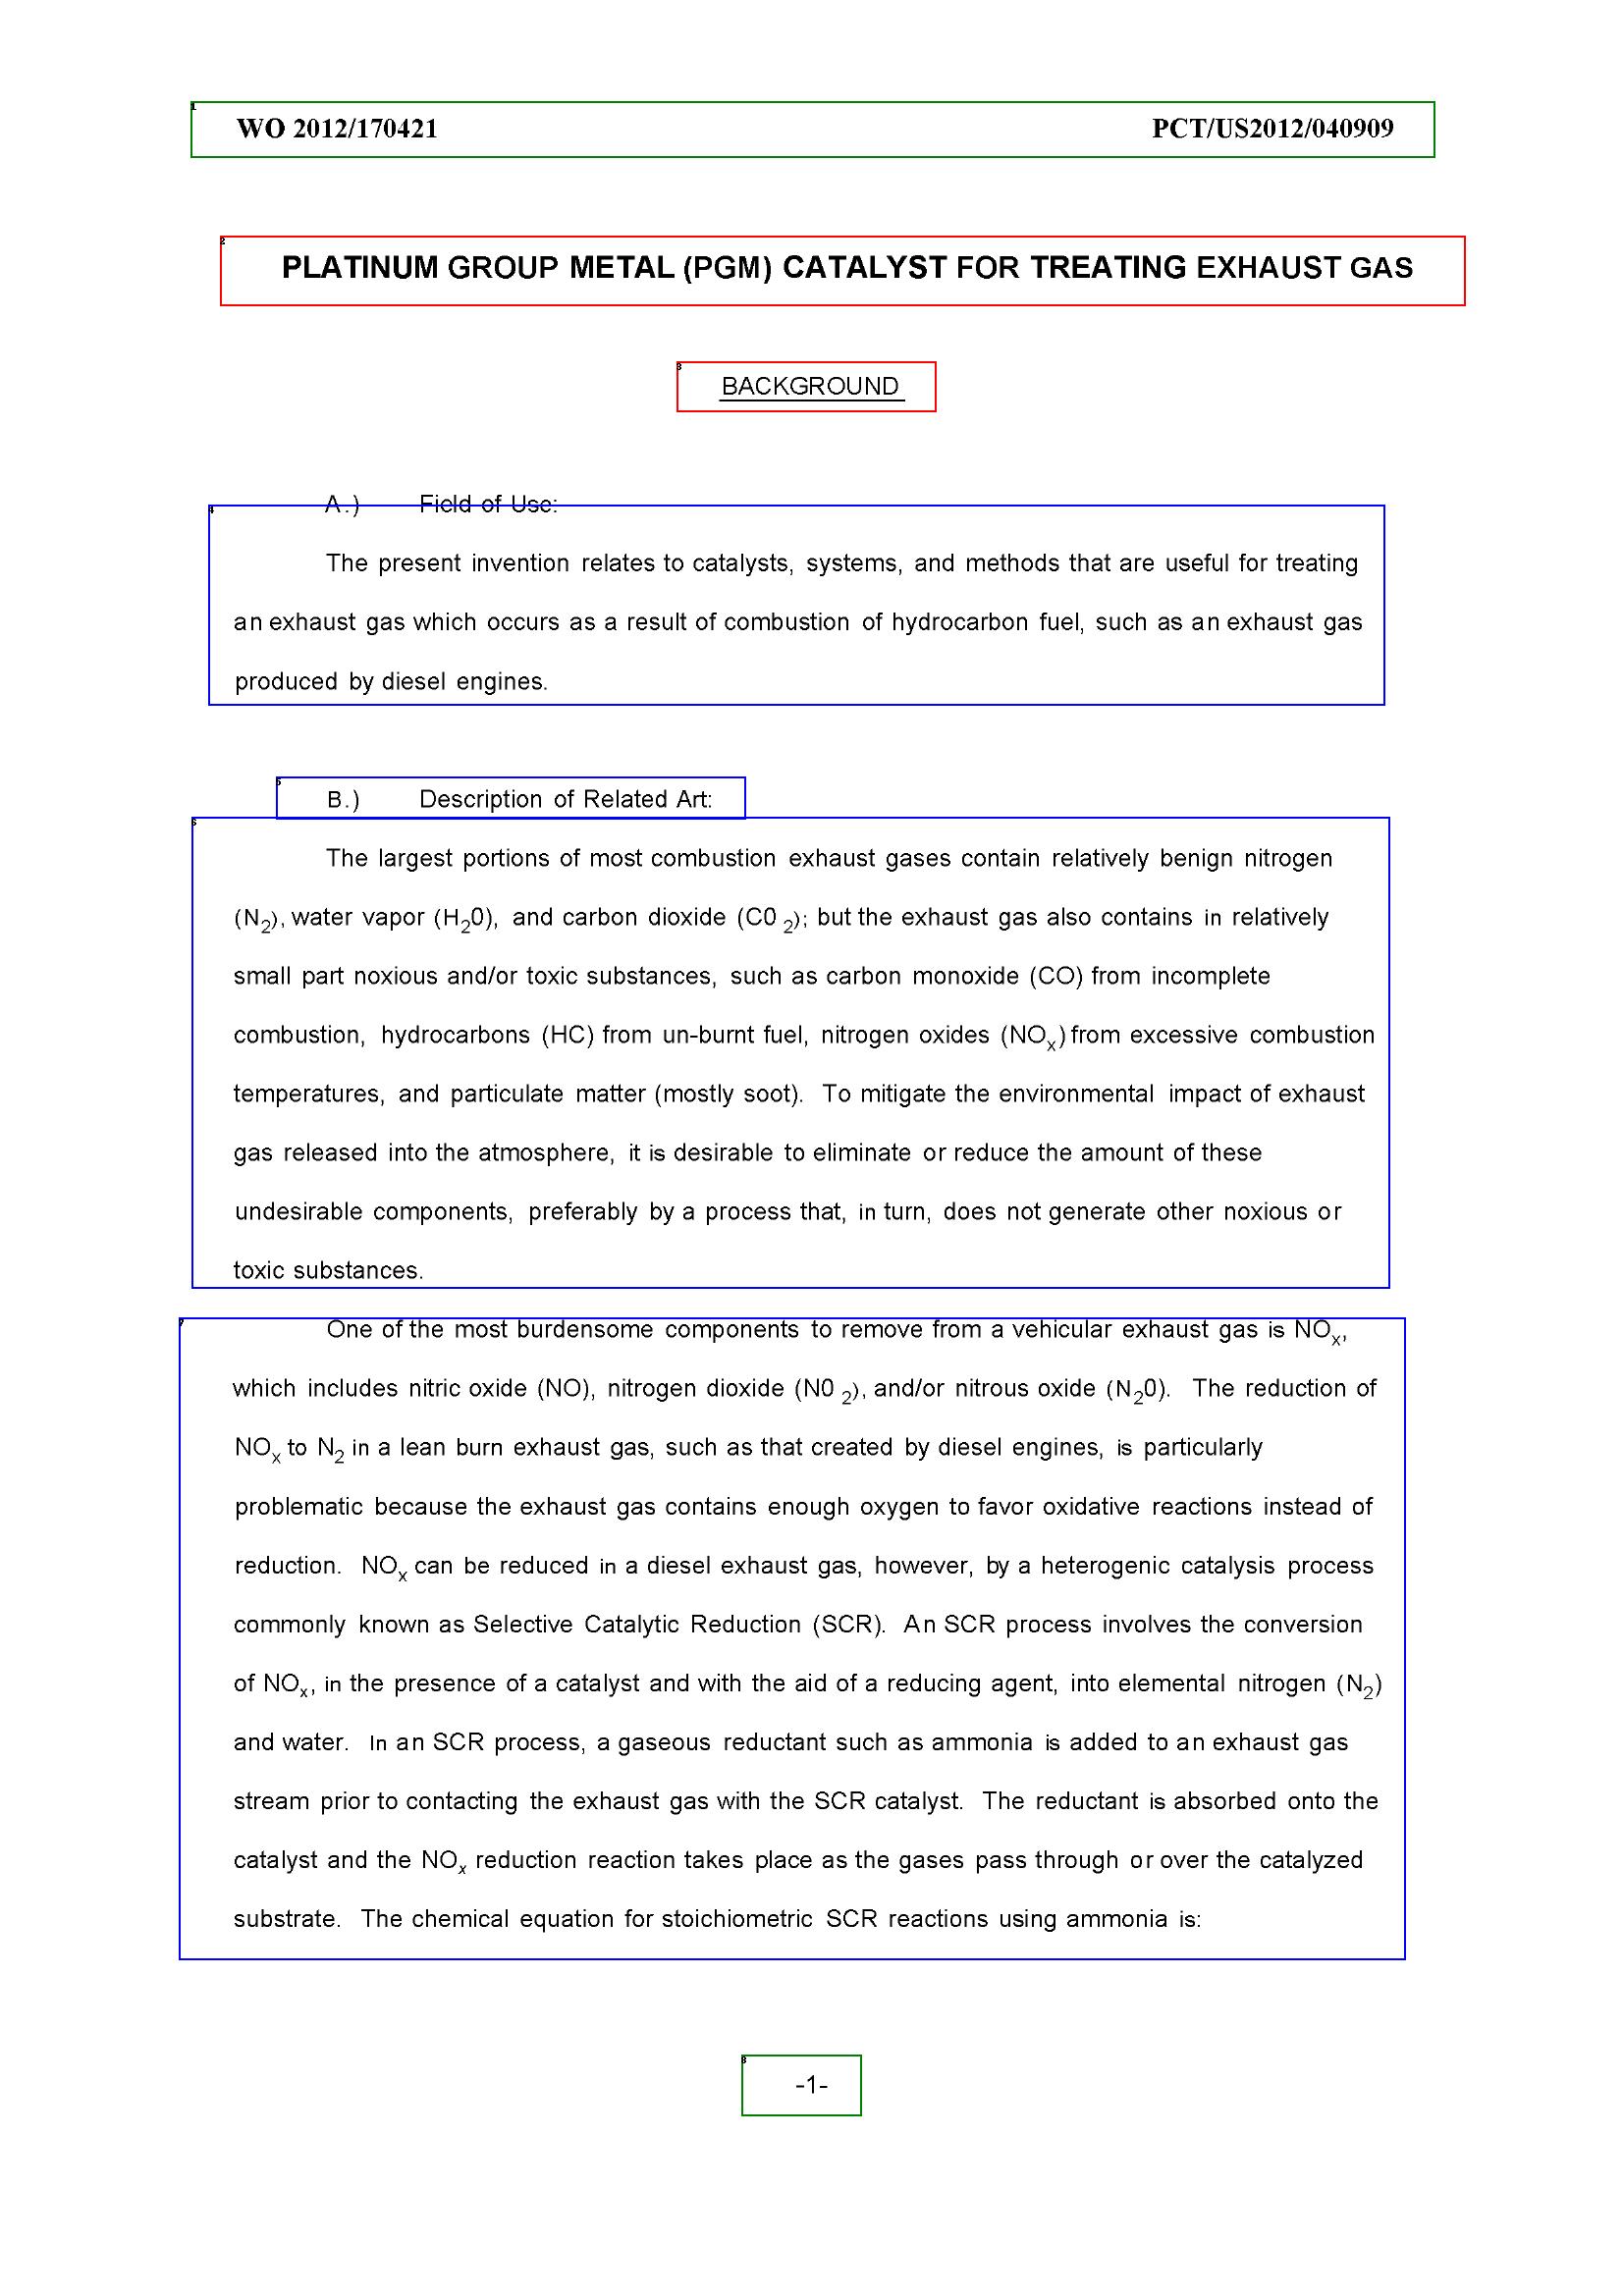 WO 2012/170421 PCT/US2012/040909
PLATINUM GROUP METAL (PGM) CATALYST FOR TREATING EXHAUST GAS
BACKGROUND
A.) Field of Use:
The present invention relates to catalysts, systems, and methods that are useful for treating
an exhaust gas which occurs as a result of combustion of hydrocarbon fuel, such as an exhaust gas
produced by diesel engines.
B.) Description of Related Art:
The largest portions of most combustion exhaust gases contain relatively benign nitrogen
(N2), water vapor (H20), and carbon dioxide (C0 2); but the exhaust gas also contains in relatively
small part noxious and/or toxic substances, such as carbon monoxide (CO) from incomplete
combustion, hydrocarbons (HC) from un-burnt fuel, nitrogen oxides (NOx) from excessive combustion
temperatures, and particulate matter (mostly soot). To mitigate the environmental impact of exhaust
gas released into the atmosphere, it is desirable to eliminate or reduce the amount of these
undesirable components, preferably by a process that, in turn, does not generate other noxious or
toxic substances.
One of the most burdensome components to remove from a vehicular exhaust gas is NOx,
which includes nitric oxide (NO), nitrogen dioxide (N0 2), and/or nitrous oxide (N20). The reduction of
NOx to N2 in a lean burn exhaust gas, such as that created by diesel engines, is particularly
problematic because the exhaust gas contains enough oxygen to favor oxidative reactions instead of
reduction. NOx can be reduced in a diesel exhaust gas, however, by a heterogenic catalysis process
commonly known as Selective Catalytic Reduction (SCR). An SCR process involves the conversion
of NOx, in the presence of a catalyst and with the aid of a reducing agent, into elemental nitrogen (N2)
and water. In an SCR process, a gaseous reductant such as ammonia is added to an exhaust gas
stream prior to contacting the exhaust gas with the SCR catalyst. The reductant is absorbed onto the
catalyst and the NOx reduction reaction takes place as the gases pass through or over the catalyzed
substrate. The chemical equation for stoichiometric SCR reactions using ammonia is:
-1-